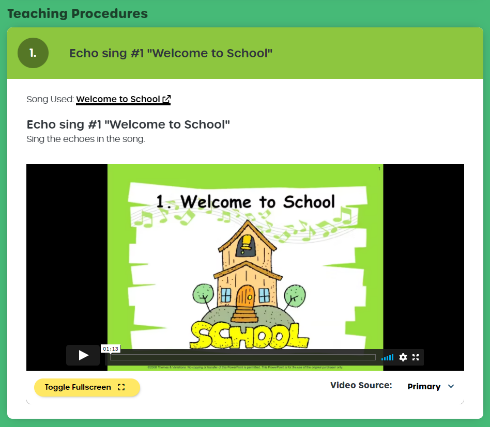 Teaching Procedures
1.
Echo sing #1 "Welcome to School"
Song Used: Welcome to School
Echo sing #1 "Welcome to School"
Sing the echoes in the song.
1
1. Welcome to School
SCHOOL
01:13
Toggle Fullscreen
Video Source: Primary